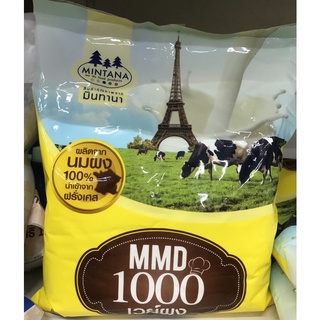 MINTANA
มินทานา
ผลิตจาก
นมผง
100%
นำเข้าจาก
ฝรั่งเศส
MMD
1000
เวย์ผง